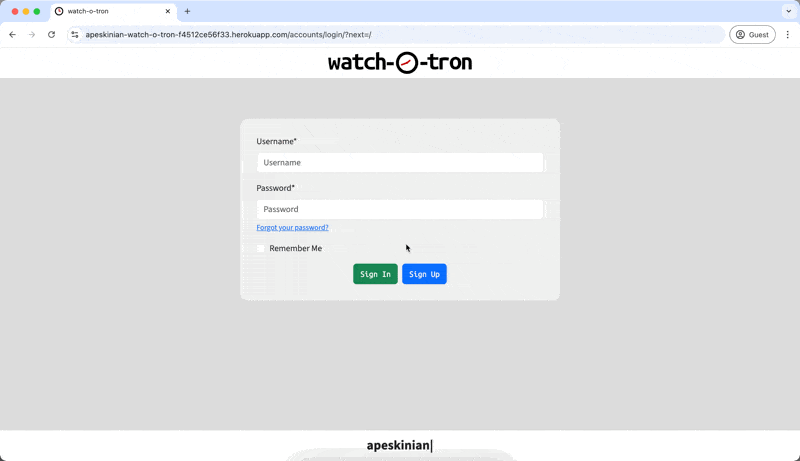 watch-o-tron
apeskinian-watch-o-tron-f4512ce56f33.herokuapp.com/accounts/login/?next=/
Guest
watch-o-tron
Username*
Username
Password*
Password
Forgot your password?
Remember Me
Sign In Sign Up
apeskinian|